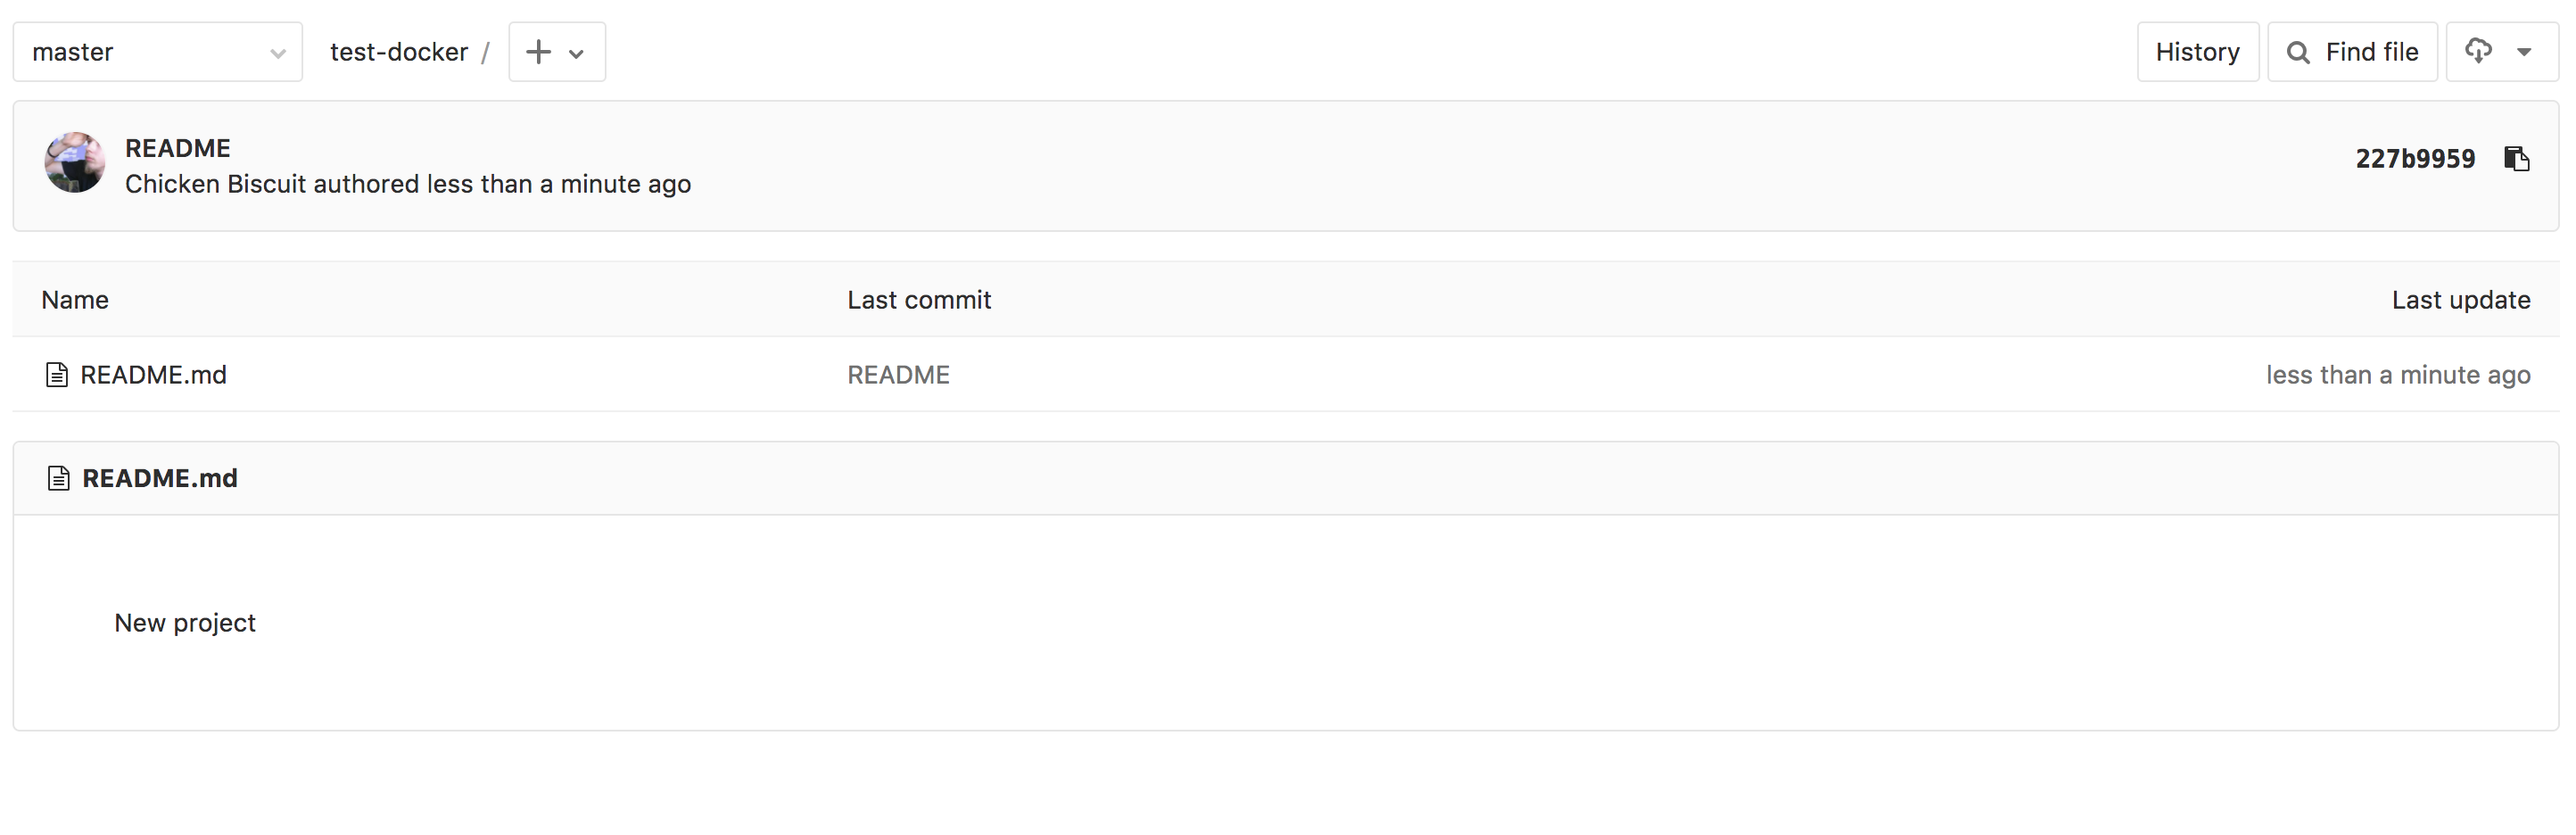 master test-docker / History Find file
README
Chicken Biscuit authored less than a minute ago
227b9959
Name Last commit Last update
README.md README less than a minute ago
README.md
New project